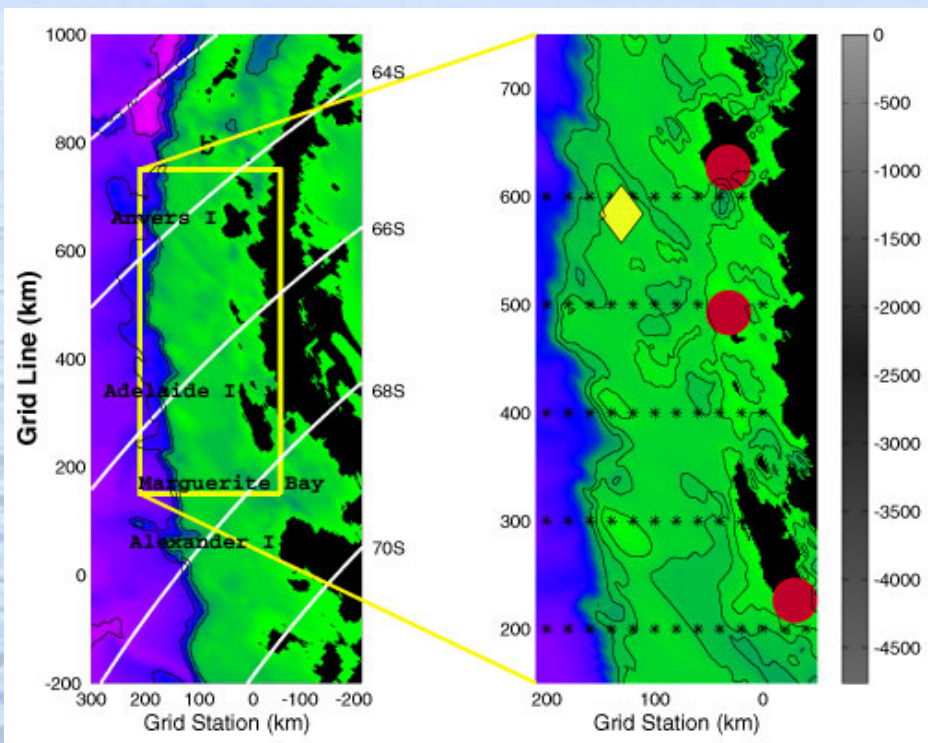 1000
800
600
400
200
0
-200
Grid Line (km)
300 200 100 0 -100 -200
Grid Station (km)
64S
66S
68S
70S
Anvers I
Adelaide I
Marguerite Bay
Alexander I
700
600
500
400
300
200
200 100 0
Grid Station (km)
0
-500
-1000
-1500
-2000
-2500
-3000
-3500
-4000
-4500